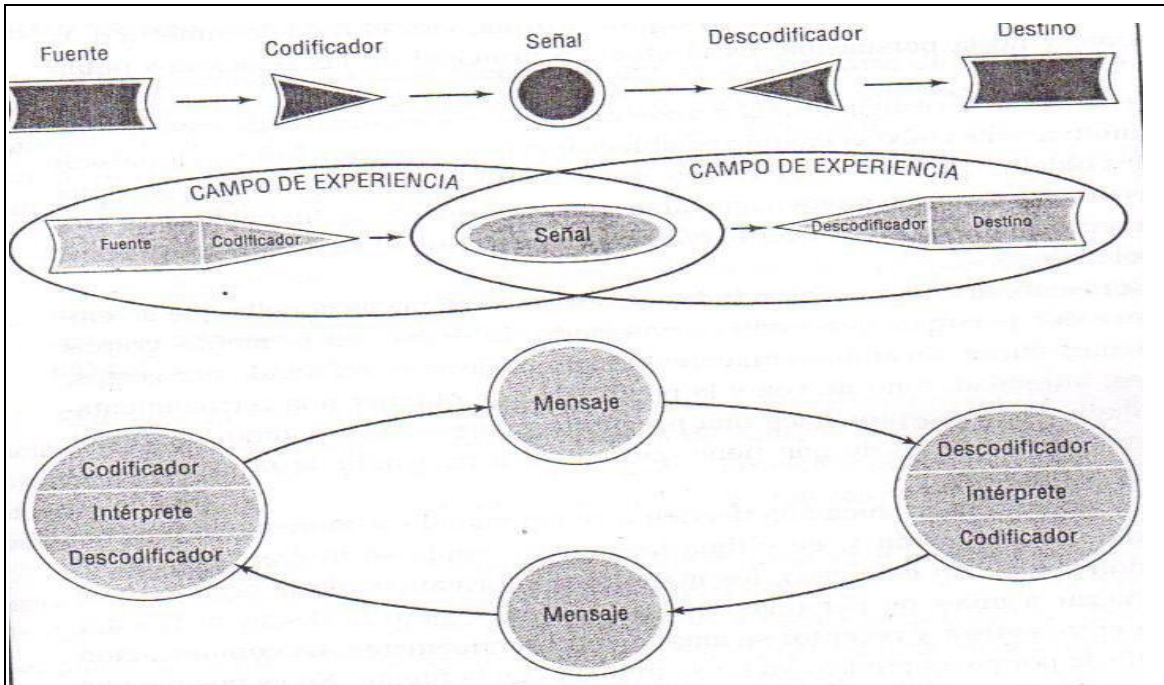 Fuente Codificador Señal Descodificador Destino
CAMPO DE EXPERIENCIA CAMPO DE EXPERIENCIA
Fuente Codificador Señal Descodificador Destino
Mensaje
Codificador
Intérprete
Descodificador
Descodificador
Intérprete
Codificador
Mensaje